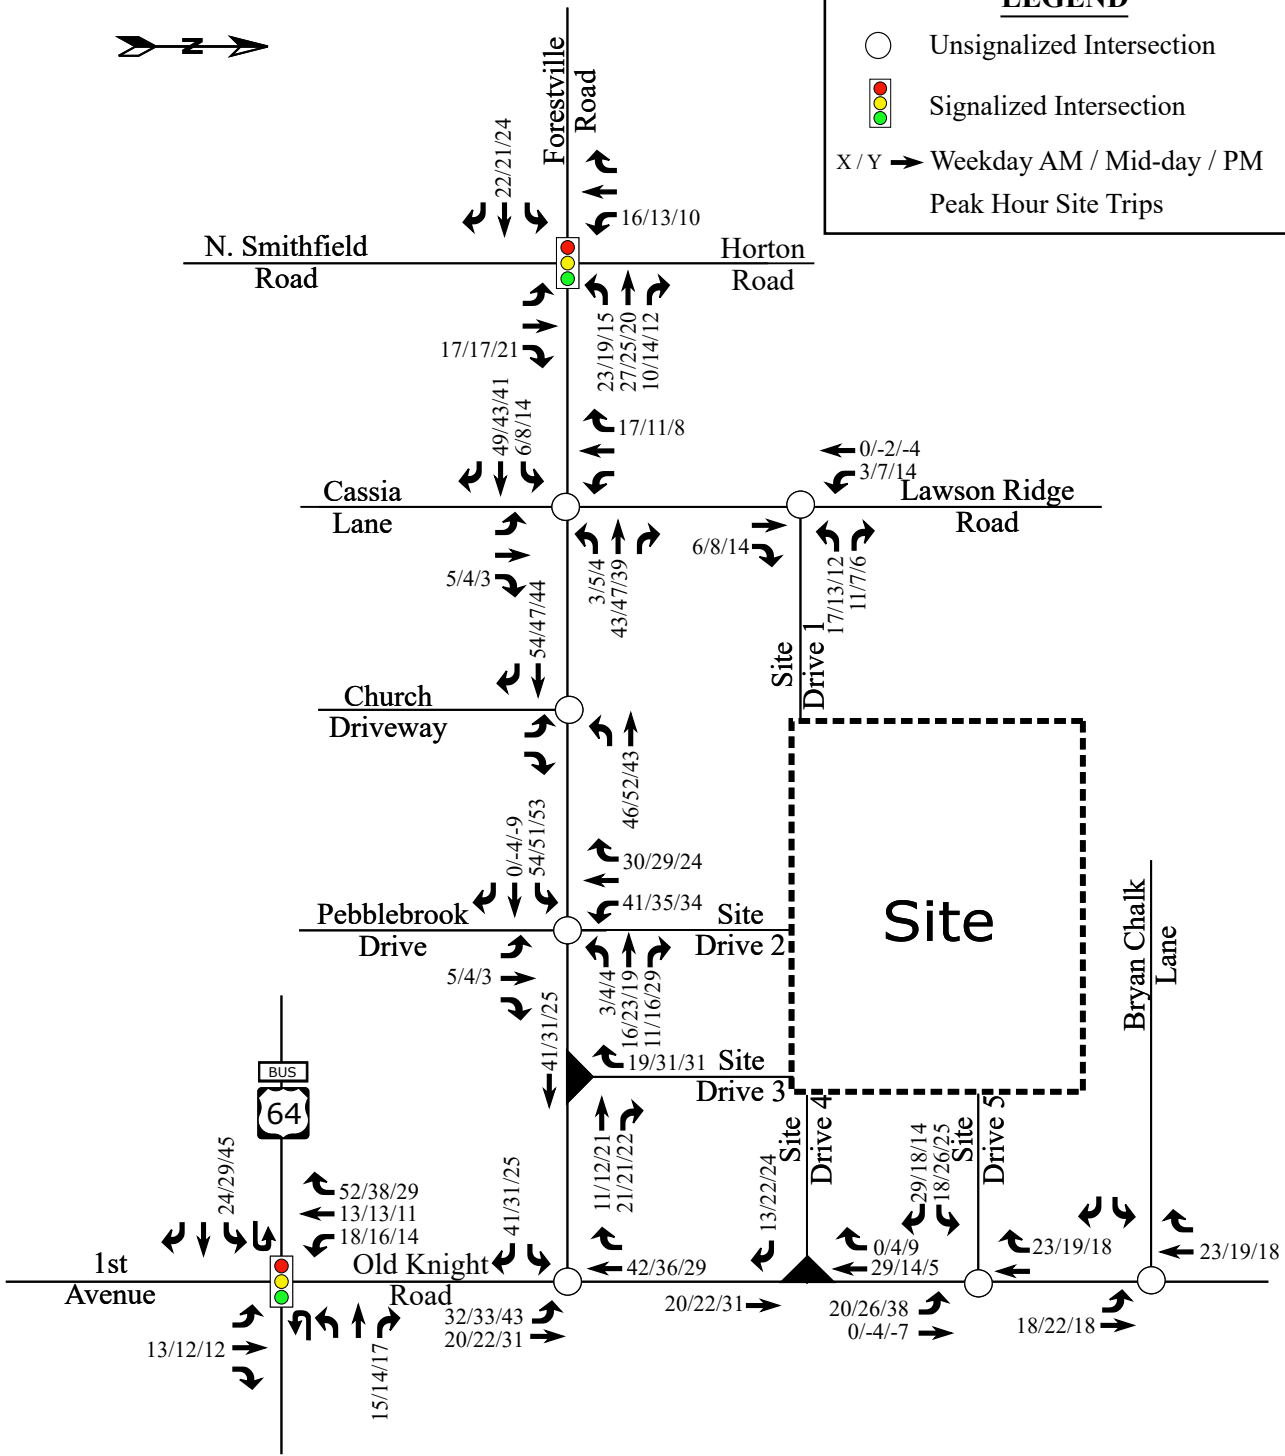 LEGEND
Unsignalized Intersection
Signalized Intersection
X / Y Weekday AM / Mid-day / PM
Peak Hour Site Trips
N
Forestville
Road
22/21/24
16/13/10
N. Smithfield
Road
Horton
Road
17/17/21
23/19/15
27/25/20
10/14/12
49/43/41
6/8/14
17/11/8
0/-2/-4
3/7/14
Cassia
Lane
Lawson Ridge
Road
6/8/14
5/4/3
3/5/4
43/47/39
17/13/12
11/7/6
54/47/44
Site
Drive 1
Church
Driveway
46/52/43
0/-4/-9
54/51/53
30/29/24
41/35/34
Pebblebrook
Drive
Site
Drive 2
Site
Bryan Chalk
Lane
5/4/3
3/4/4
16/23/19
11/16/29
41/31/25
19/31/31
Site
Drive 3
BUS
64
11/12/21
21/21/22
Site
Drive 4
Site
Drive 5
24/29/45
52/38/29
13/13/11
18/16/14
41/31/25
13/22/24
29/18/14
18/26/25
1st
Avenue
Old Knight
Road
42/36/29
0/4/9
29/14/5
23/19/18
23/19/18
13/12/12
15/14/17
32/33/43
20/22/31
20/22/31
20/26/38
0/-4/-7
18/22/18